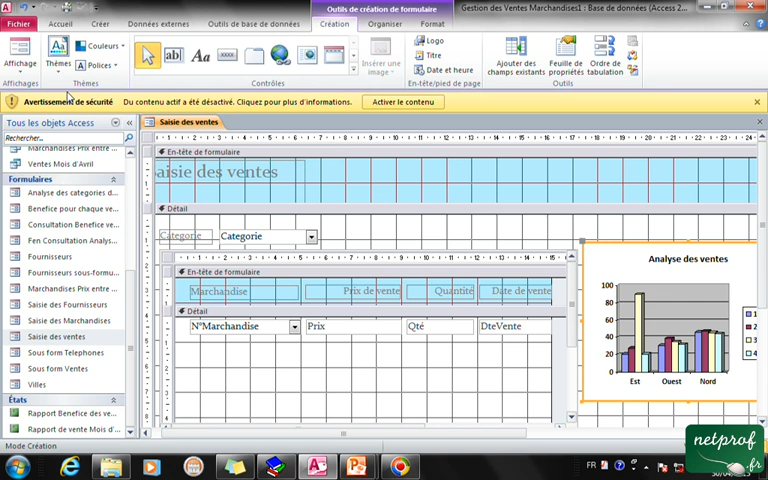 Outils de création de formulaire
Gestion des Ventes Marchandises1 : Base de données (Access 2...
Fichier Accueil Créer Données externes Outils de base de données Création Organiser Format
Affichage Thèmes Couleurs Polices
Insérer une image
Logo
Titre
Date et heure
Ajouter des champs existants
Feuille de propriétés
Ordre de tabulation
Affichages Thèmes Contrôles En-tête/pied de page Outils
Avertissement de sécurité Du contenu actif a été désactivé. Cliquez pour plus d'informations. Activer le contenu
Tous les objets Access
Rechercher...
Marchandises Prix entre ...
Ventes Mois d'Avril
Formulaires
Analyse des categories d...
Benefice pour chaque ve...
Consultation Benefice ve...
Fen Consultation Analys...
Fournisseurs
Fournisseurs sous-formu...
Marchandises Prix entre ...
Saisie des Fournisseurs
Saisie des Marchandises
Saisie des ventes
Sous form Telephones
Sous form Ventes
Villes
États
Rapport Benefice des ve...
Rapport de vente Mois d'...
Saisie des ventes
En-tête de formulaire
aisie des ventes
Détail
Categorie Categorie
En-tête de formulaire
Marchandise Prix de vente Quantité Date de vente
Détail
N°Marchandise Prix Qté DteVente
Analyse des ventes
100
80
60
40
20
0
Est Ouest Nord
1
2
3
4
Mode Création
FR
netprof
.fr